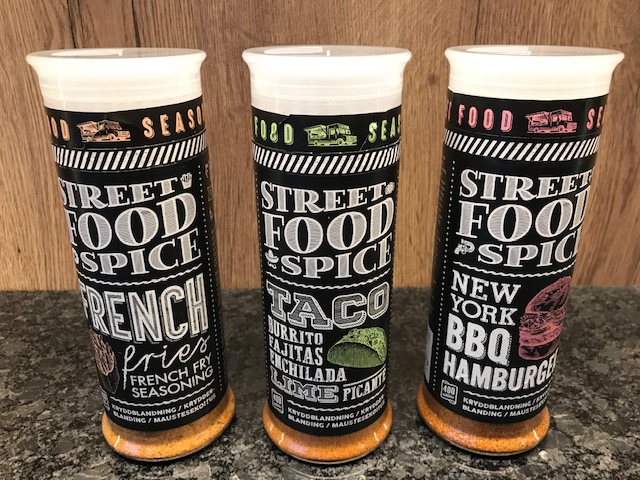 OOD SEASO
STREET
FOOD
SPICE
FRENCH
fries
FRENCH FRY
SEASONING
KRYDDBLANDNING / KRYDDER
BLANDING / MAUSTESEKOITUS
FOOD SEA
STREET
FOOD
SPICE
TACO
BURRITO
FAJITAS
ENCHILADA
LIME PICANTE
KRYDDBLANDNING / KRYDDER
BLANDING / MAUSTESEKOITUS
T FOOD SE
STREET
FOOD
SPICE
NEW
YORK
BBQ
HAMBURGER
KRYDDBLANDNING / KRYDDER
BLANDING / MAUSTESEKOITUS